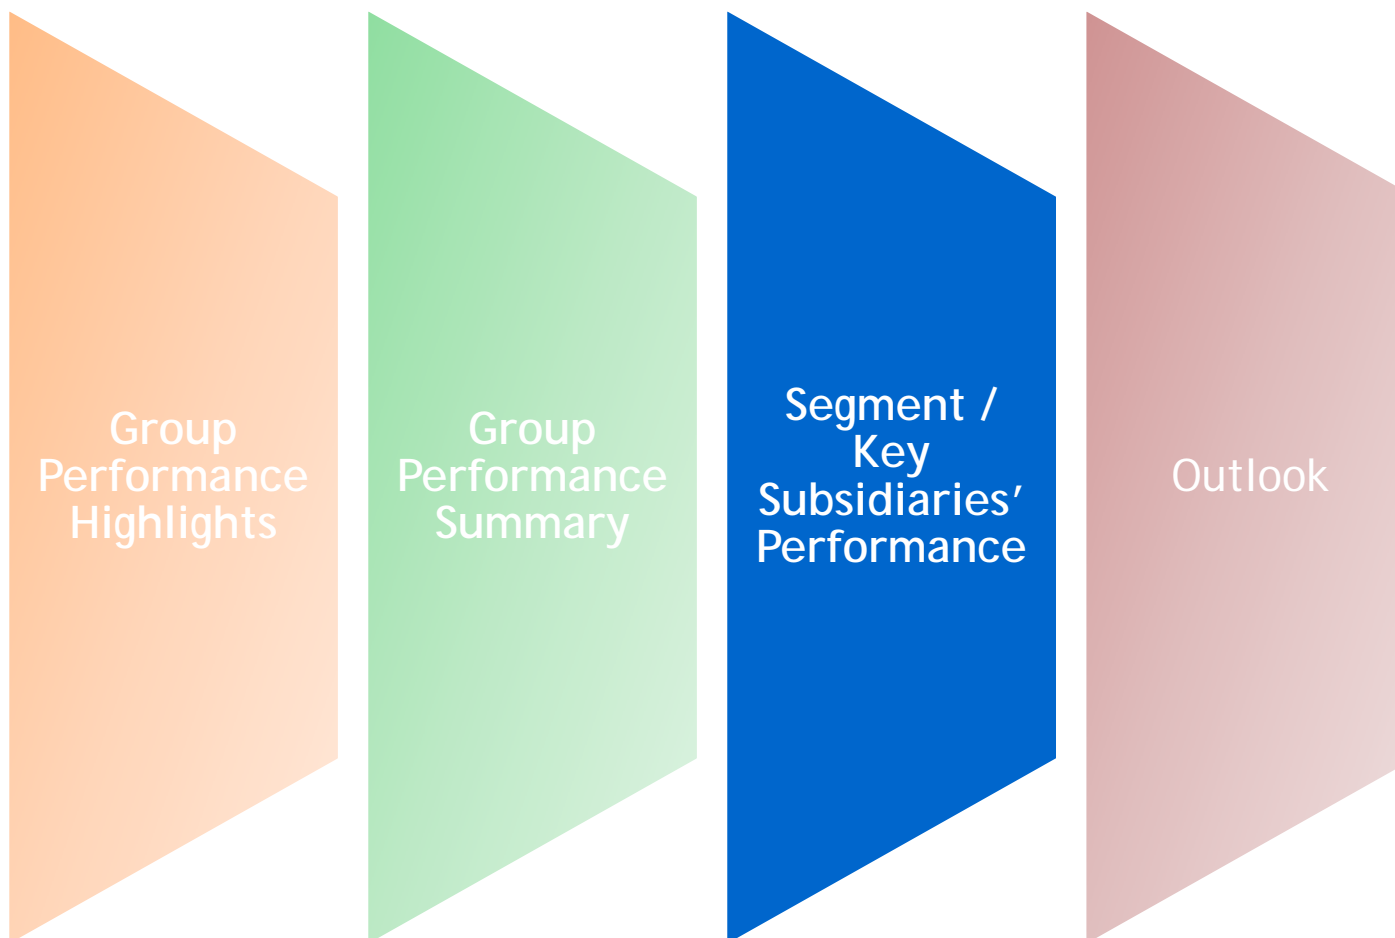 Group
Performance
Highlights
Group
Performance
Summary
Segment /
Key
Subsidiaries’
Performance
Outlook